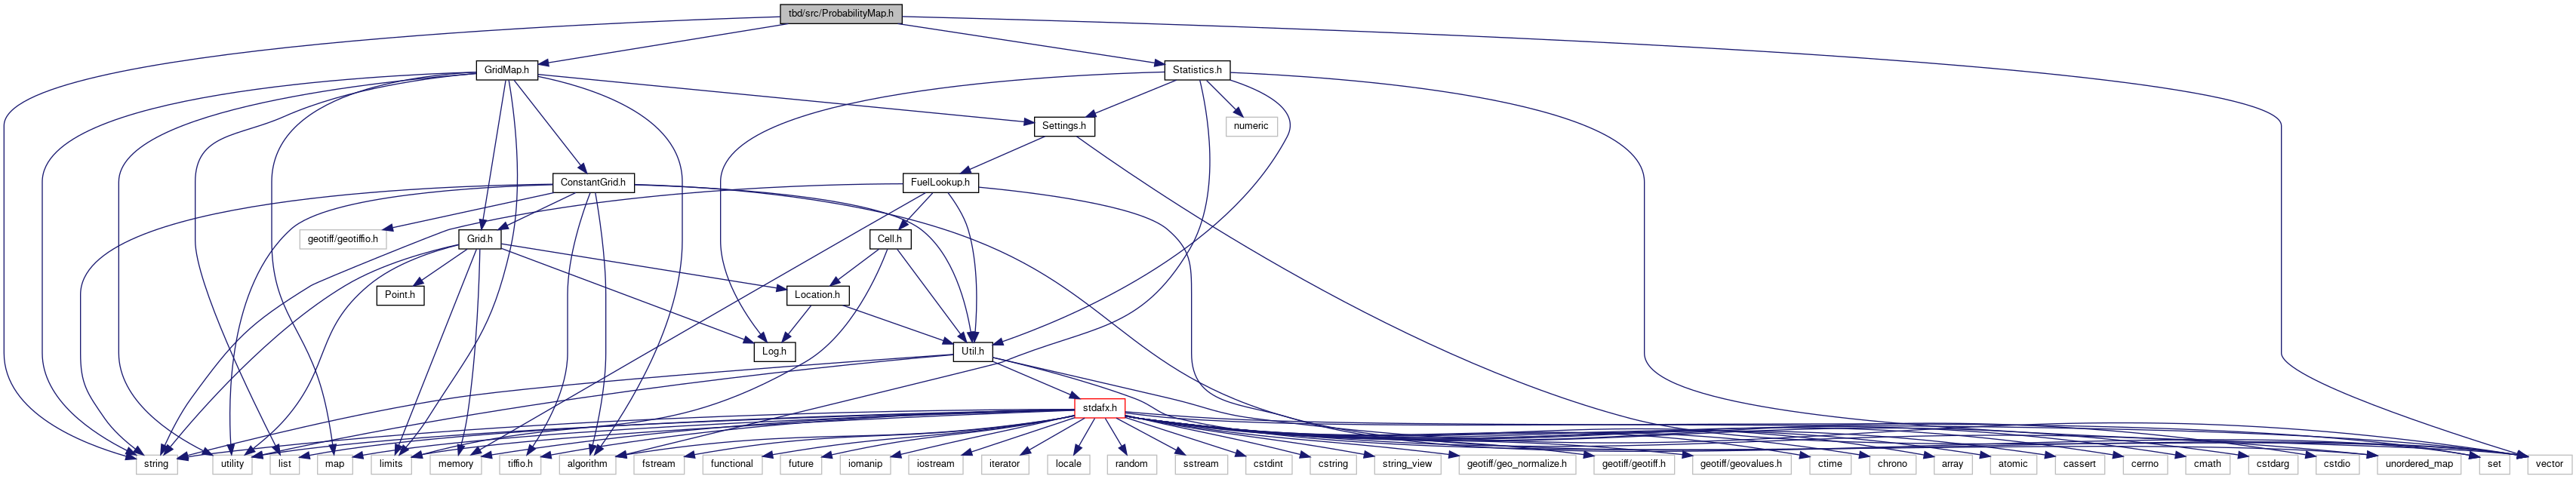 tbd/src/ProbabilityMap.h
GridMap.h
Statistics.h
Settings.h
numeric
ConstantGrid.h
FuelLookup.h
geotiff/geotiffio.h
Grid.h
Cell.h
Point.h
Location.h
Log.h
Util.h
stdafx.h
string
utility
list
map
limits
memory
tiffio.h
algorithm
fstream
functional
future
iomanip
iostream
iterator
locale
random
sstream
cstdint
cstring
string_view
geotiff/geo_normalize.h
geotiff/geotiff.h
geotiff/geovalues.h
ctime
chrono
array
atomic
cassert
cerrno
cmath
cstdarg
cstdio
unordered_map
set
vector